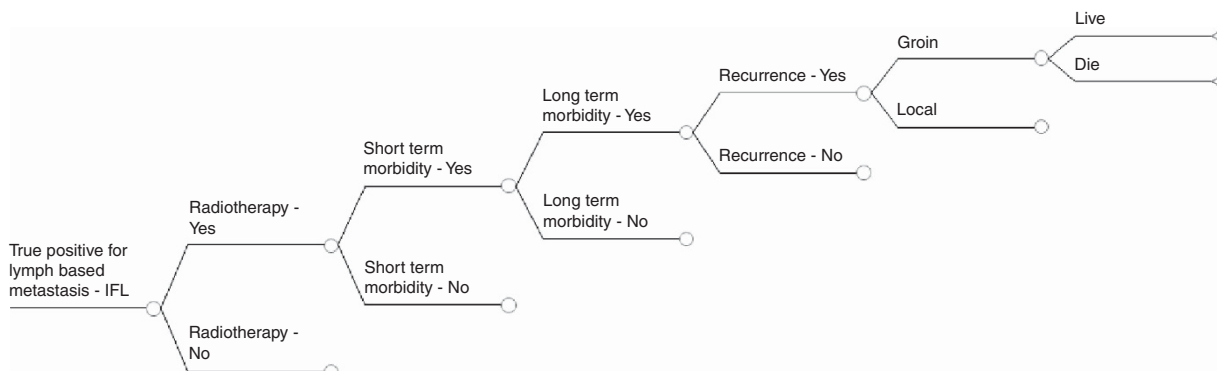 Live
Groin
Die
Recurrence - Yes
Long term
morbidity - Yes
Local
Short term
morbidity - Yes
Recurrence - No
Radiotherapy -
Yes
Long term
morbidity - No
True positive for
lymph based
metastasis - IFL
Short term
morbidity - No
Radiotherapy -
No